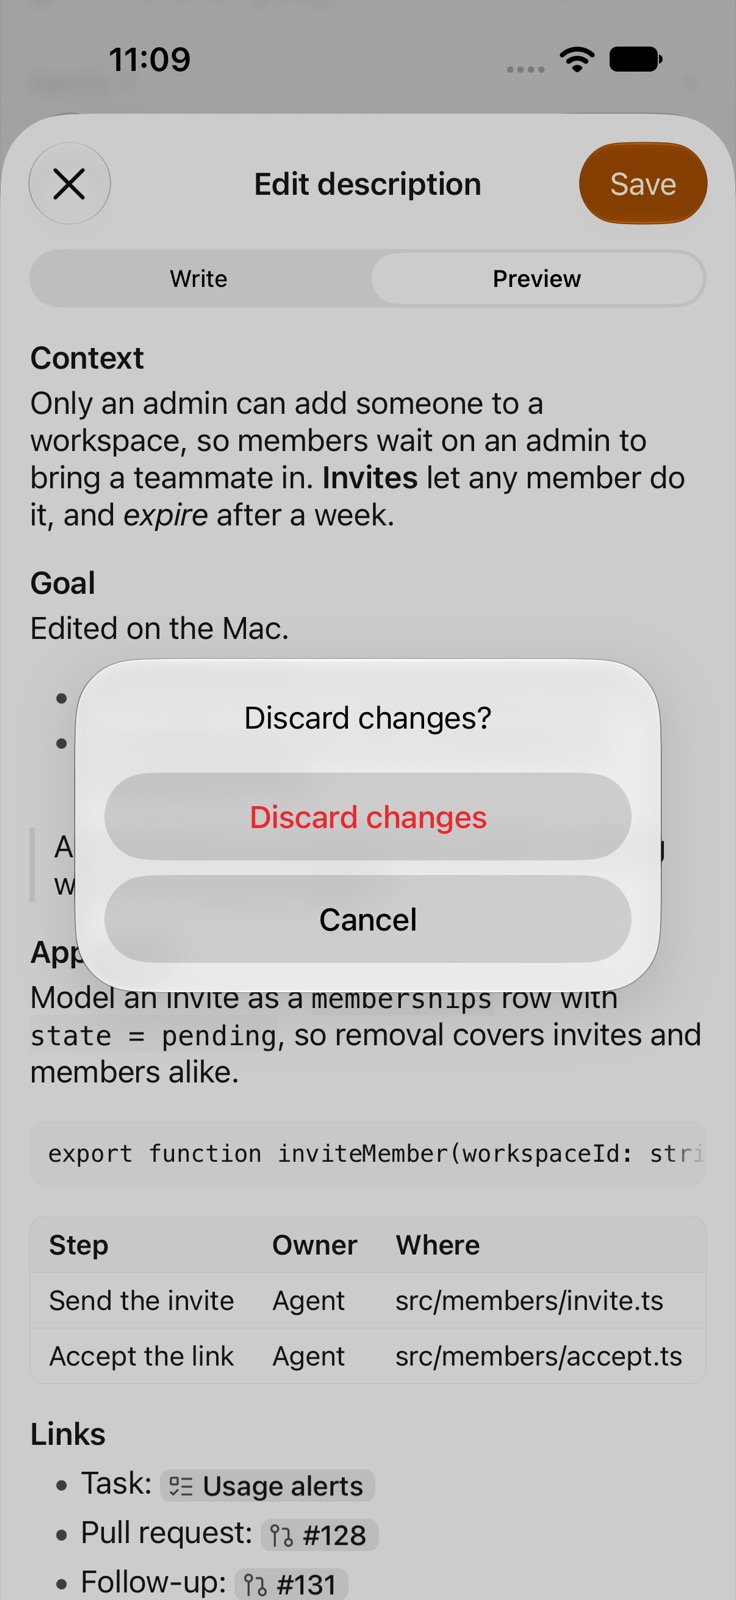 11:09
Edit description
Save
Write
Preview
Context
Only an admin can add someone to a
workspace, so members wait on an admin to
bring a teammate in. Invites let any member do
it, and expire after a week.
Goal
Edited on the Mac.
Discard changes?
Discard changes
Cancel
Model an invite as a memberships row with
state = pending, so removal covers invites and
members alike.
export function inviteMember(workspaceId: stri
Step Owner Where
Send the invite Agent src/members/invite.ts
Accept the link Agent src/members/accept.ts
Links
Task: Usage alerts
Pull request: #128
Follow-up: #131